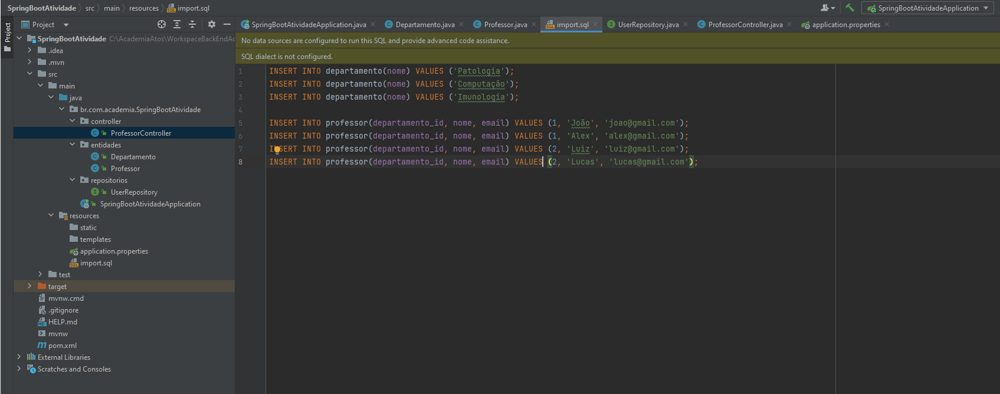 SpringBootAtividade src main resources import.sql SpringBootAtividadeApplication
Project
Project
SpringBootAtividadeApplication.java Departamento.java Professor.java import.sql UserRepository.java ProfessorController.java application.properties
SpringBootAtividade C:\AcademiaAtos\WorkspaceBackEndAc
.idea
.mvn
src
main
java
br.com.academia.SpringBootAtividade
controller
ProfessorController
entidades
Departamento
Professor
repositorios
UserRepository
SpringBootAtividadeApplication
resources
static
templates
application.properties
import.sql
test
target
mvnw.cmd
.gitignore
HELP.md
mvnw
pom.xml
External Libraries
Scratches and Consoles
No data sources are configured to run this SQL and provide advanced code assistance.
SQL dialect is not configured.
1 INSERT INTO departamento(nome) VALUES ('Patologia');
2 INSERT INTO departamento(nome) VALUES ('Computação');
3 INSERT INTO departamento(nome) VALUES ('Imunologia');
4
5 INSERT INTO professor(departamento_id, nome, email) VALUES (1, 'João', 'joao@gmail.com');
6 INSERT INTO professor(departamento_id, nome, email) VALUES (1, 'Alex', 'alex@gmail.com');
7 INSERT INTO professor(departamento_id, nome, email) VALUES (2, 'Luiz', 'luiz@gmail.com');
8 INSERT INTO professor(departamento_id, nome, email) VALUES (2, 'Lucas', 'lucas@gmail.com');